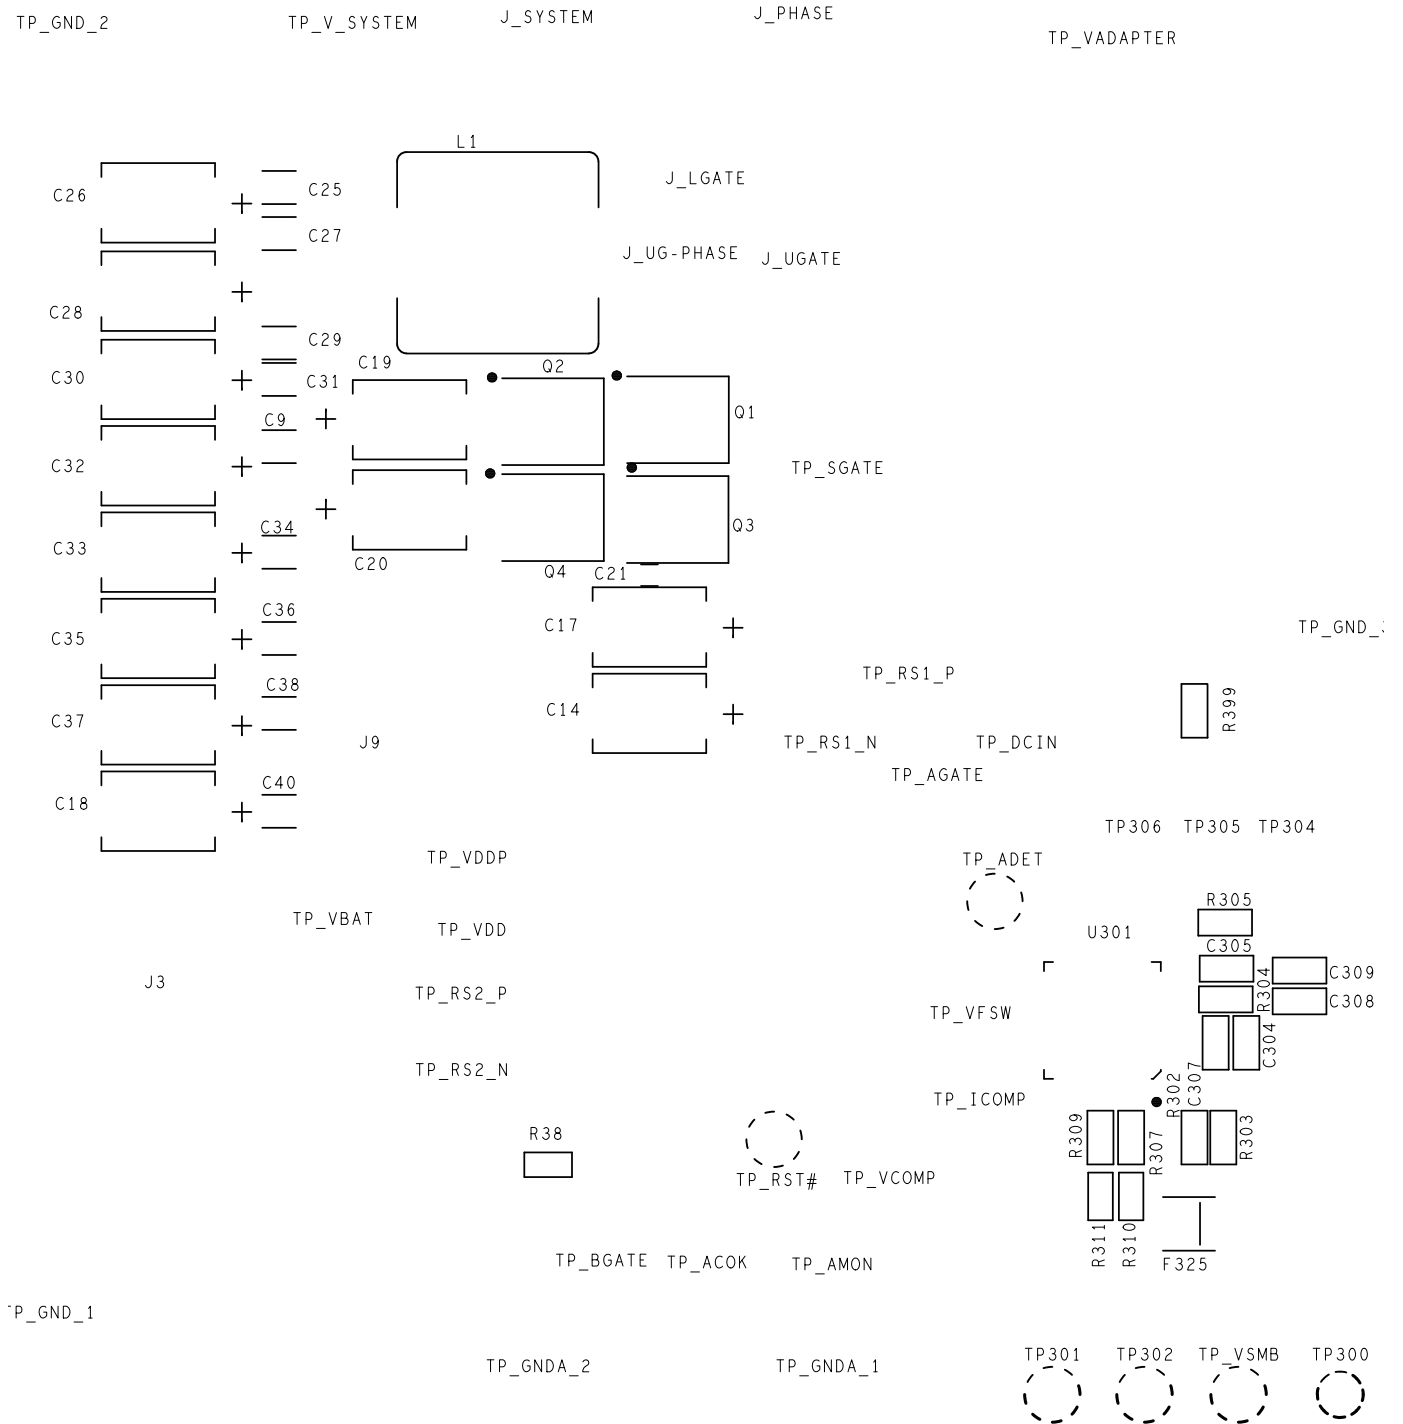 TP_GND_2
TP_V_SYSTEM
J_SYSTEM
J_PHASE
TP_VADAPTER
L1
J_LGATE
C26
C25
C27
J_UG-PHASE
J_UGATE
C28
C29
C19
Q2
C30
C31
Q1
C9
C32
TP_SGATE
C34
Q3
C33
C20
Q4
C21
C36
C17
C35
TP_GND_
TP_RS1_P
C38
C14
R399
C37
J9
TP_RS1_N
TP_DCIN
TP_AGATE
C40
C18
TP306
TP305
TP304
TP_VDDP
TP_ADET
R305
TP_VBAT
TP_VDD
U301
C305
J3
TP_RS2_P
R304
C309
C308
TP_VFSW
C304
TP_RS2_N
R302
C307
TP_ICOMP
R38
R309
R307
R303
TP_RST#
TP_VCOMP
TP_BGATE
TP_ACOK
TP_AMON
R311
R310
F325
TP_GND_1
TP_GNDA_2
TP_GNDA_1
TP301
TP302
TP_VSMB
TP300